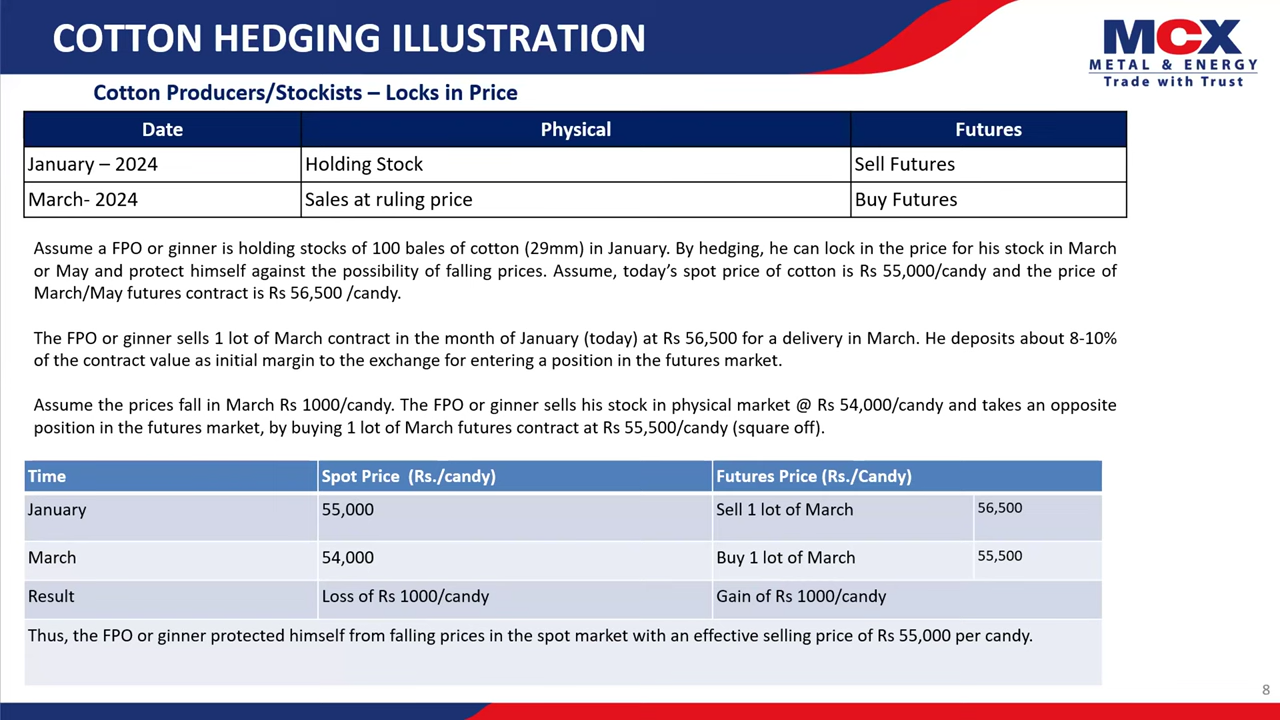 COTTON HEDGING ILLUSTRATION
MCX
METAL & ENERGY
Trade with Trust
Cotton Producers/Stockists – Locks in Price
Date Physical Futures
January – 2024 Holding Stock Sell Futures
March- 2024 Sales at ruling price Buy Futures
Assume a FPO or ginner is holding stocks of 100 bales of cotton (29mm) in January. By hedging, he can lock in the price for his stock in March
or May and protect himself against the possibility of falling prices. Assume, today's spot price of cotton is Rs 55,000/candy and the price of
March/May futures contract is Rs 56,500 /candy.
The FPO or ginner sells 1 lot of March contract in the month of January (today) at Rs 56,500 for a delivery in March. He deposits about 8-10%
of the contract value as initial margin to the exchange for entering a position in the futures market.
Assume the prices fall in March Rs 1000/candy. The FPO or ginner sells his stock in physical market @ Rs 54,000/candy and takes an opposite
position in the futures market, by buying 1 lot of March futures contract at Rs 55,500/candy (square off).
Time Spot Price (Rs./candy) Futures Price (Rs./Candy)
January 55,000 Sell 1 lot of March 56,500
March 54,000 Buy 1 lot of March 55,500
Result Loss of Rs 1000/candy Gain of Rs 1000/candy
Thus, the FPO or ginner protected himself from falling prices in the spot market with an effective selling price of Rs 55,000 per candy.
8